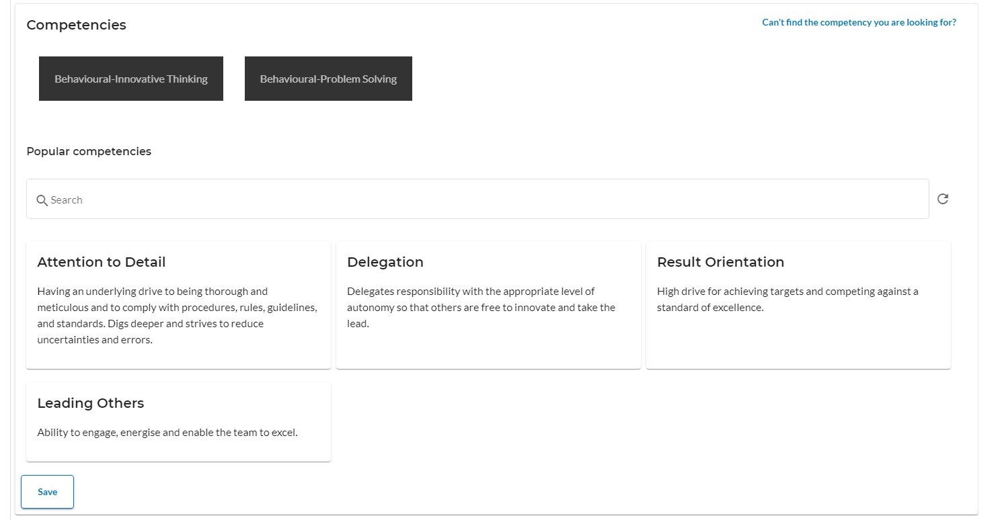 Competencies
Can't find the competency you are looking for?
Behavioural-Innovative Thinking
Behavioural-Problem Solving
Popular competencies
Search
Attention to Detail
Having an underlying drive to being thorough and
meticulous and to comply with procedures, rules, guidelines,
and standards. Digs deeper and strives to reduce
uncertainties and errors.
Delegation
Delegates responsibility with the appropriate level of
autonomy so that others are free to innovate and take the
lead.
Result Orientation
High drive for achieving targets and competing against a
standard of excellence.
Leading Others
Ability to engage, energise and enable the team to excel.
Save